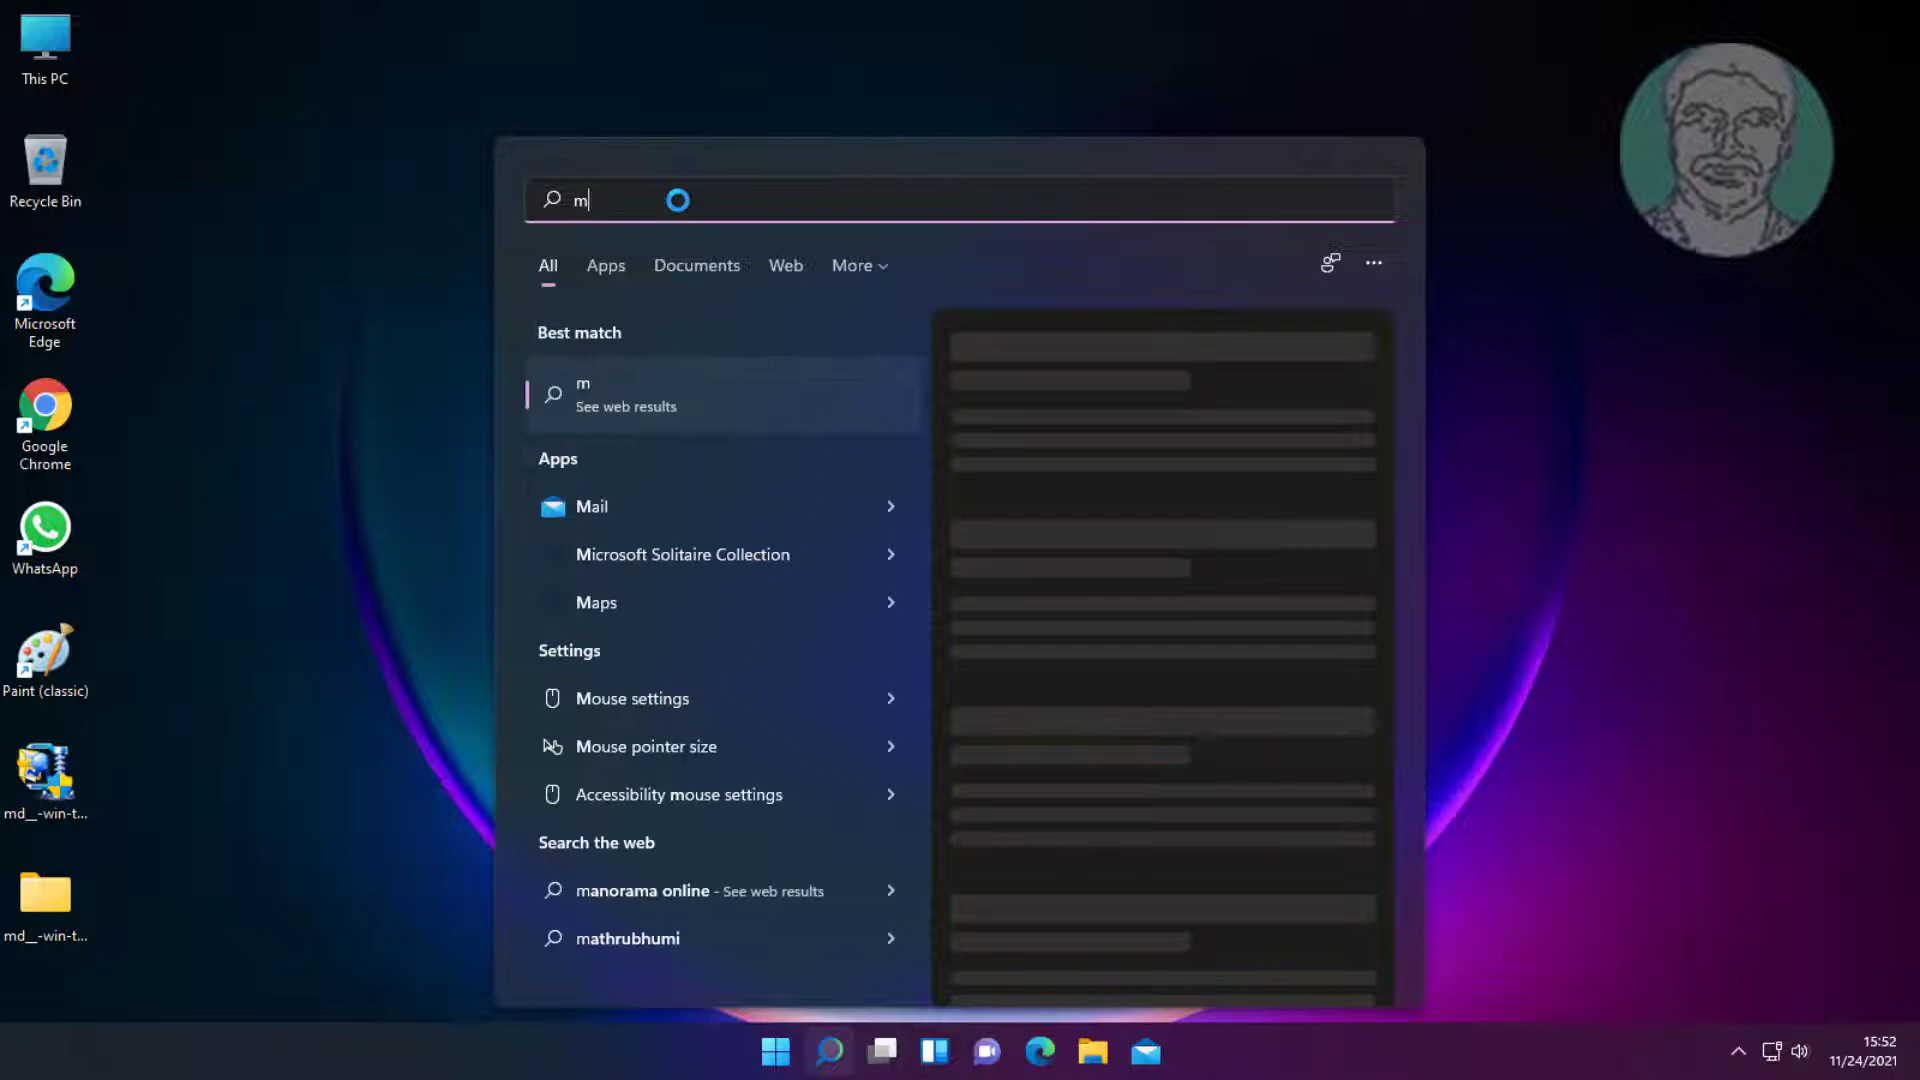 This PC
Recycle Bin
Microsoft
Edge
Google
Chrome
WhatsApp
Paint (classic)
md__-win-t...
md__-win-t...
m
All
Apps
Documents
Web
More
Best match
m
See web results
Apps
Mail
Microsoft Solitaire Collection
Maps
Settings
Mouse settings
Mouse pointer size
Accessibility mouse settings
Search the web
manorama online - See web results
mathrubhumi
15:52
11/24/2021